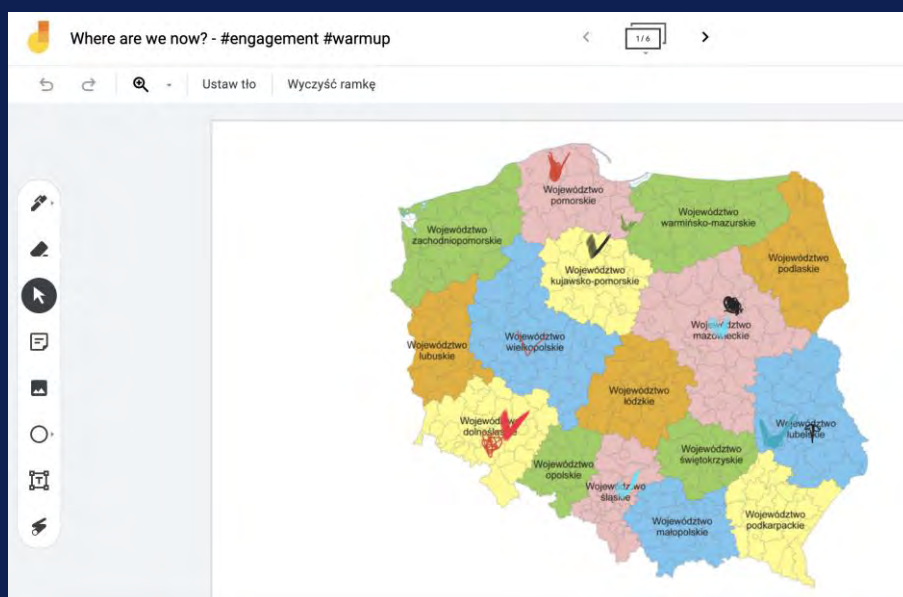 Where are we now? - #engagement #warmup
1/6
Ustaw tło Wyczyść ramkę
Województwo
pomorskie
Województwo
zachodniopomorskie
Województwo
warmińsko-mazurskie
Województwo
podlaskie
Województwo
kujawsko-pomorskie
Województwo
mazowieckie
Województwo
wielkopolskie
Województwo
lubuskie
Województwo
łódzkie
Województwo
lubelskie
Województwo
dolnośląskie
Województwo
świętokrzyskie
Województwo
opolskie
Województwo
śląskie
Województwo
małopolskie
Województwo
podkarpackie
T